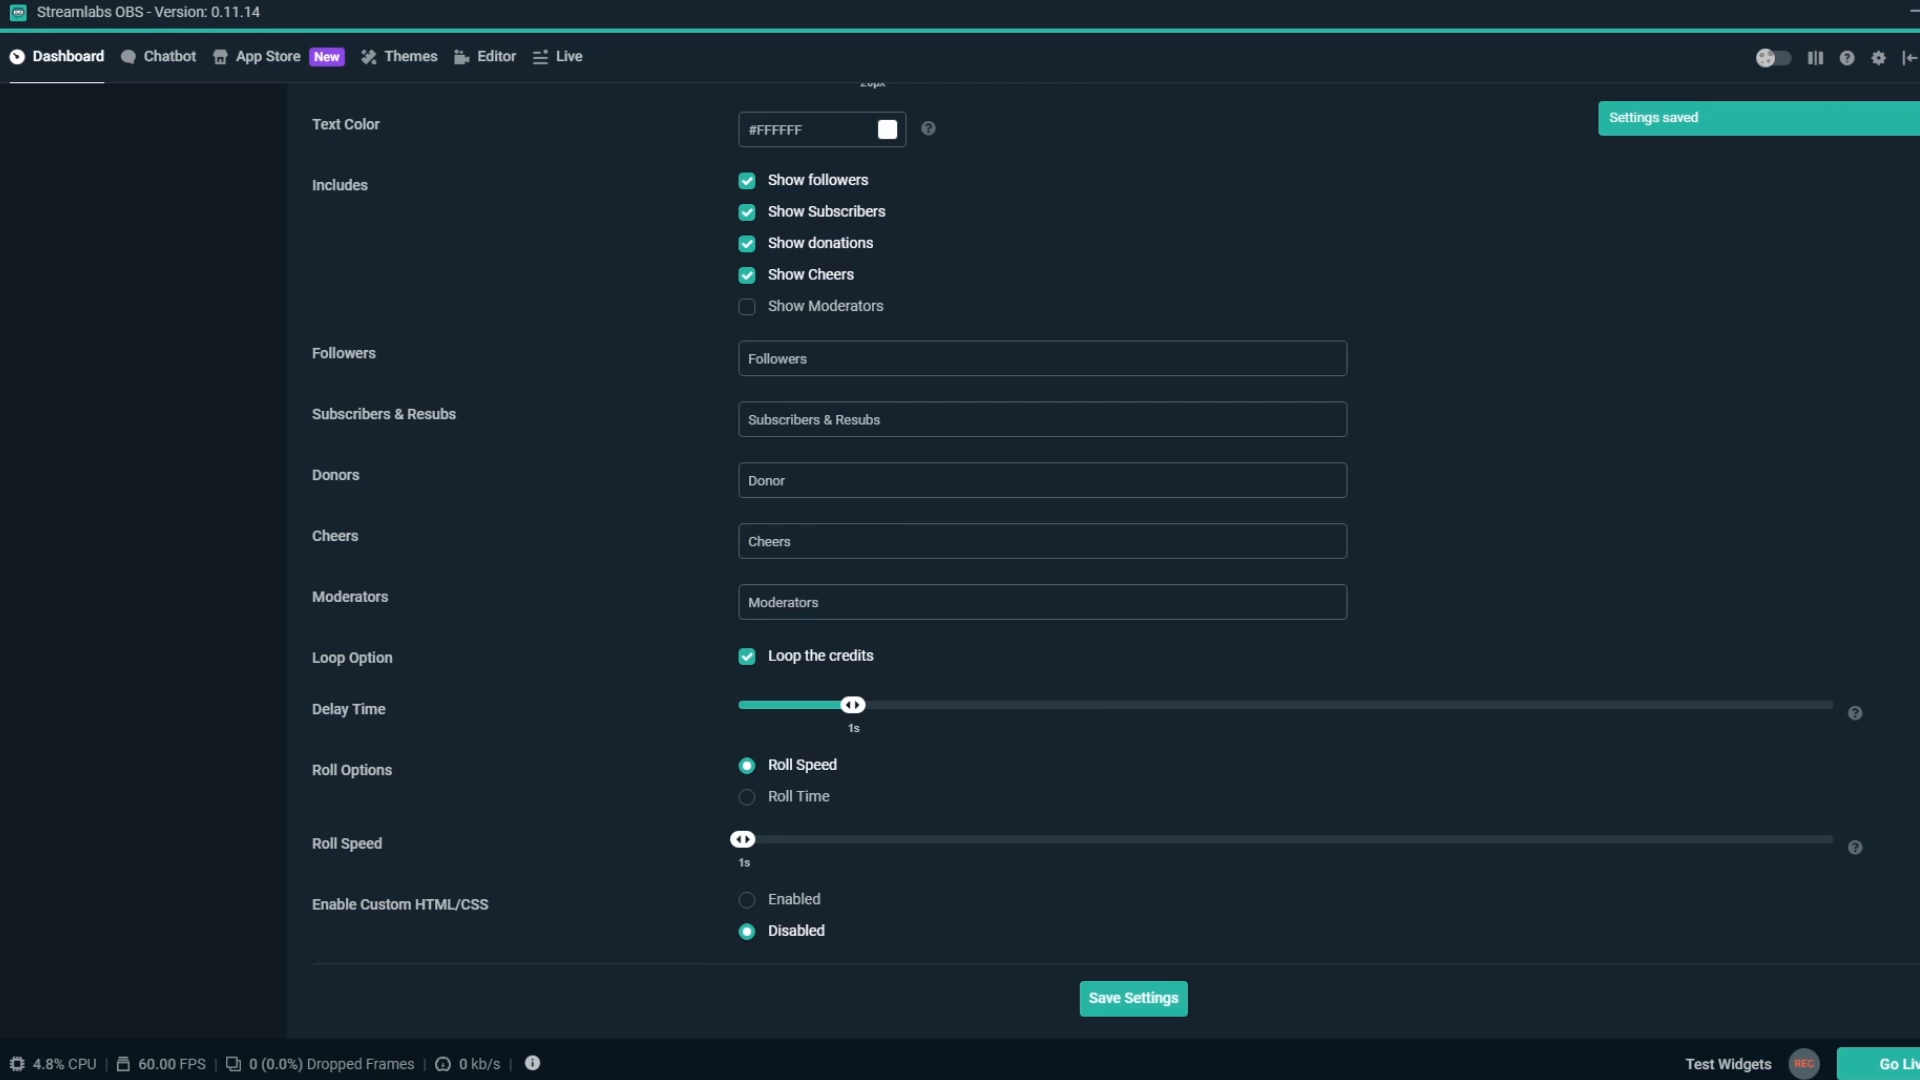 Streamlabs OBS - Version: 0.11.14
Dashboard Chatbot App Store New Themes Editor Live
Settings saved
Text Color #FFFFFF
Includes
Show followers
Show Subscribers
Show donations
Show Cheers
Show Moderators
Followers Followers
Subscribers & Resubs Subscribers & Resubs
Donors Donor
Cheers Cheers
Moderators Moderators
Loop Option Loop the credits
Delay Time
1s
Roll Options Roll Speed
Roll Time
Roll Speed
1s
Enable Custom HTML/CSS Enabled
Disabled
Save Settings
4.8% CPU | 60.00 FPS | 0 (0.0%) Dropped Frames | 0 kb/s | Test Widgets REC Go